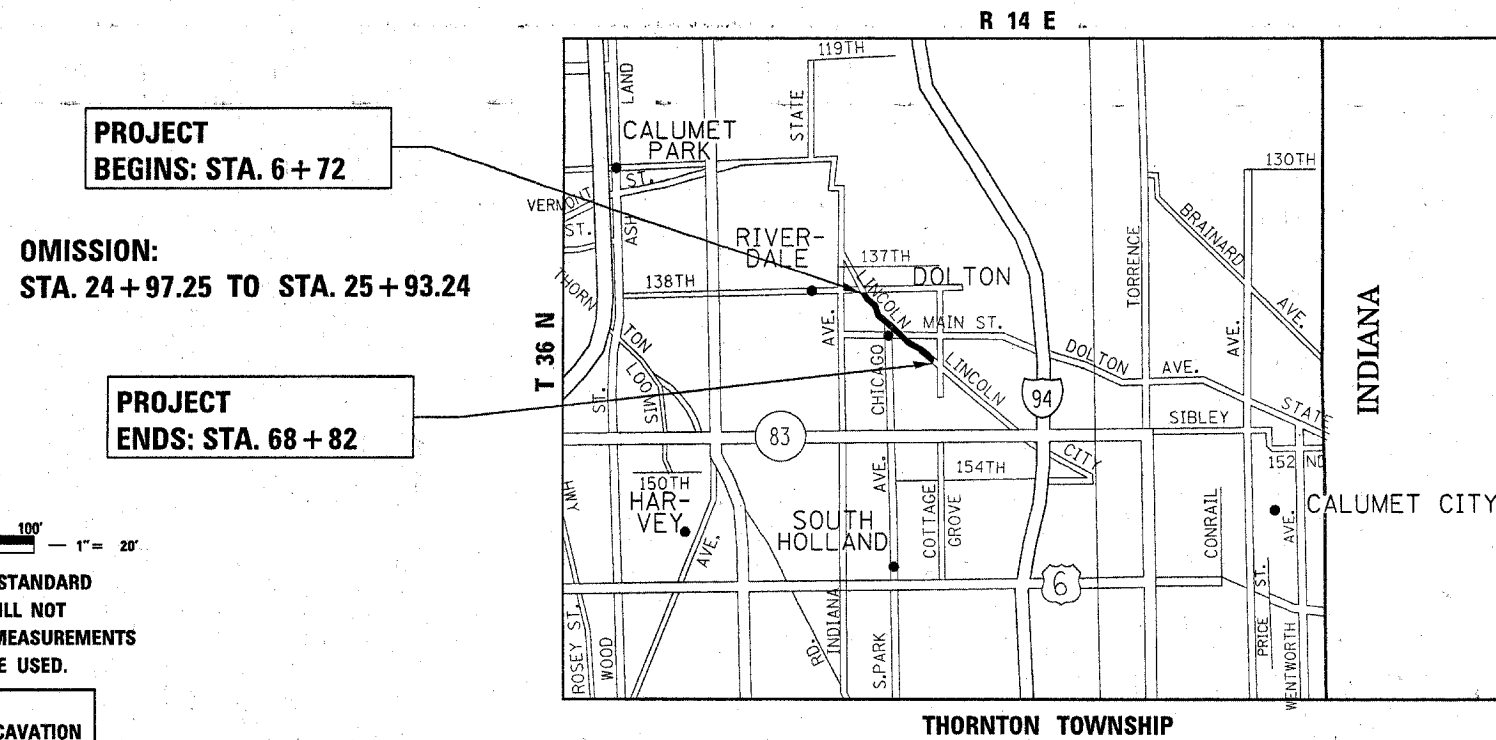 R 14 E
PROJECT
BEGINS: STA. 6+72
OMISSION:
STA. 24+97.25 TO STA. 25+93.24
PROJECT
ENDS: STA. 68+82
100'
1"= 20'
STANDARD
ILL NOT
MEASUREMENTS
E USED.
CAVATION
T 36 N
INDIANA
119TH
LAND
CALUMET
PARK
STATE
130TH
ST.
VERMONT
ST.
ASH
BRAINARD
AVE.
RIVER-
DALE
137TH
DOLTON
TORRENCE
THORN
TON
138TH
LINCOLN
MAIN ST.
AVE.
AVE.
DOLTON
AVE.
CHICAGO
LINCOLN
LOOMIS
ST.
94
STATE
SIBLEY
83
CITY
152 ND
150TH
154TH
AVE.
HAR-
VEY
HWY
AVE.
SOUTH
HOLLAND
COTTAGE
GROVE
CONRAIL
AVE.
CALUMET CITY
6
ROSEY ST.
WOOD
RD.
INDIANA
S.PARK
PRICE
ST.
WENTWORTH
THORNTON TOWNSHIP